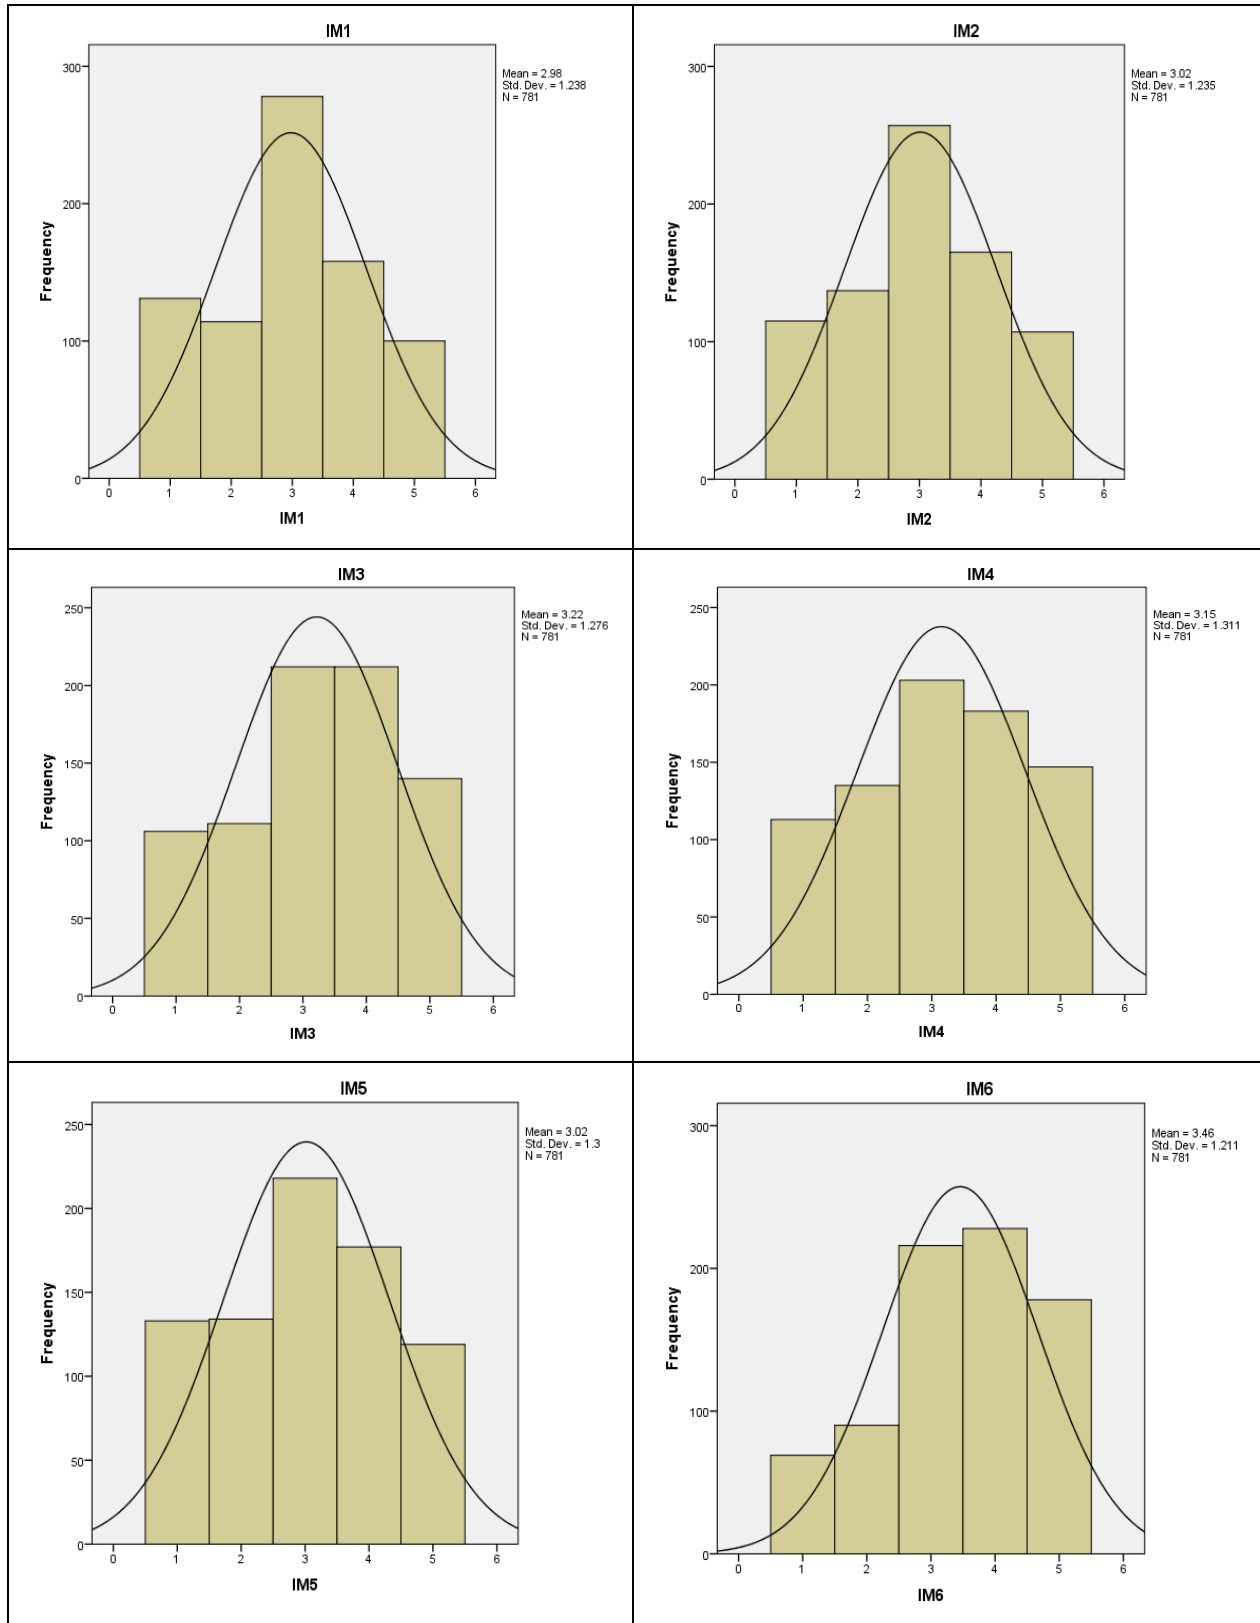 IM1
Mean = 2.98
Std. Dev. = 1.238
N = 781
300
200
100
0
Frequency
0 1 2 3 4 5 6
IM1
IM2
Mean = 3.02
Std. Dev. = 1.235
N = 781
300
200
100
0
Frequency
0 1 2 3 4 5 6
IM2
IM3
Mean = 3.22
Std. Dev. = 1.276
N = 781
250
200
150
100
50
0
Frequency
0 1 2 3 4 5 6
IM3
IM4
Mean = 3.15
Std. Dev. = 1.311
N = 781
250
200
150
100
50
0
Frequency
0 1 2 3 4 5 6
IM4
IM5
Mean = 3.02
Std. Dev. = 1.3
N = 781
250
200
150
100
50
0
Frequency
0 1 2 3 4 5 6
IM5
IM6
Mean = 3.46
Std. Dev. = 1.211
N = 781
300
200
100
0
Frequency
0 1 2 3 4 5 6
IM6